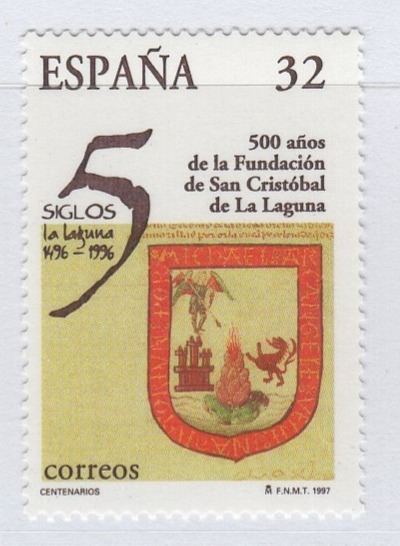 ESPAÑA 32
500 años
de la Fundación
de San Cristóbal
de La Laguna
5
SIGLOS
la laguna
1496 - 1996
correos
CENTENARIOS
F.N.M.T. 1997